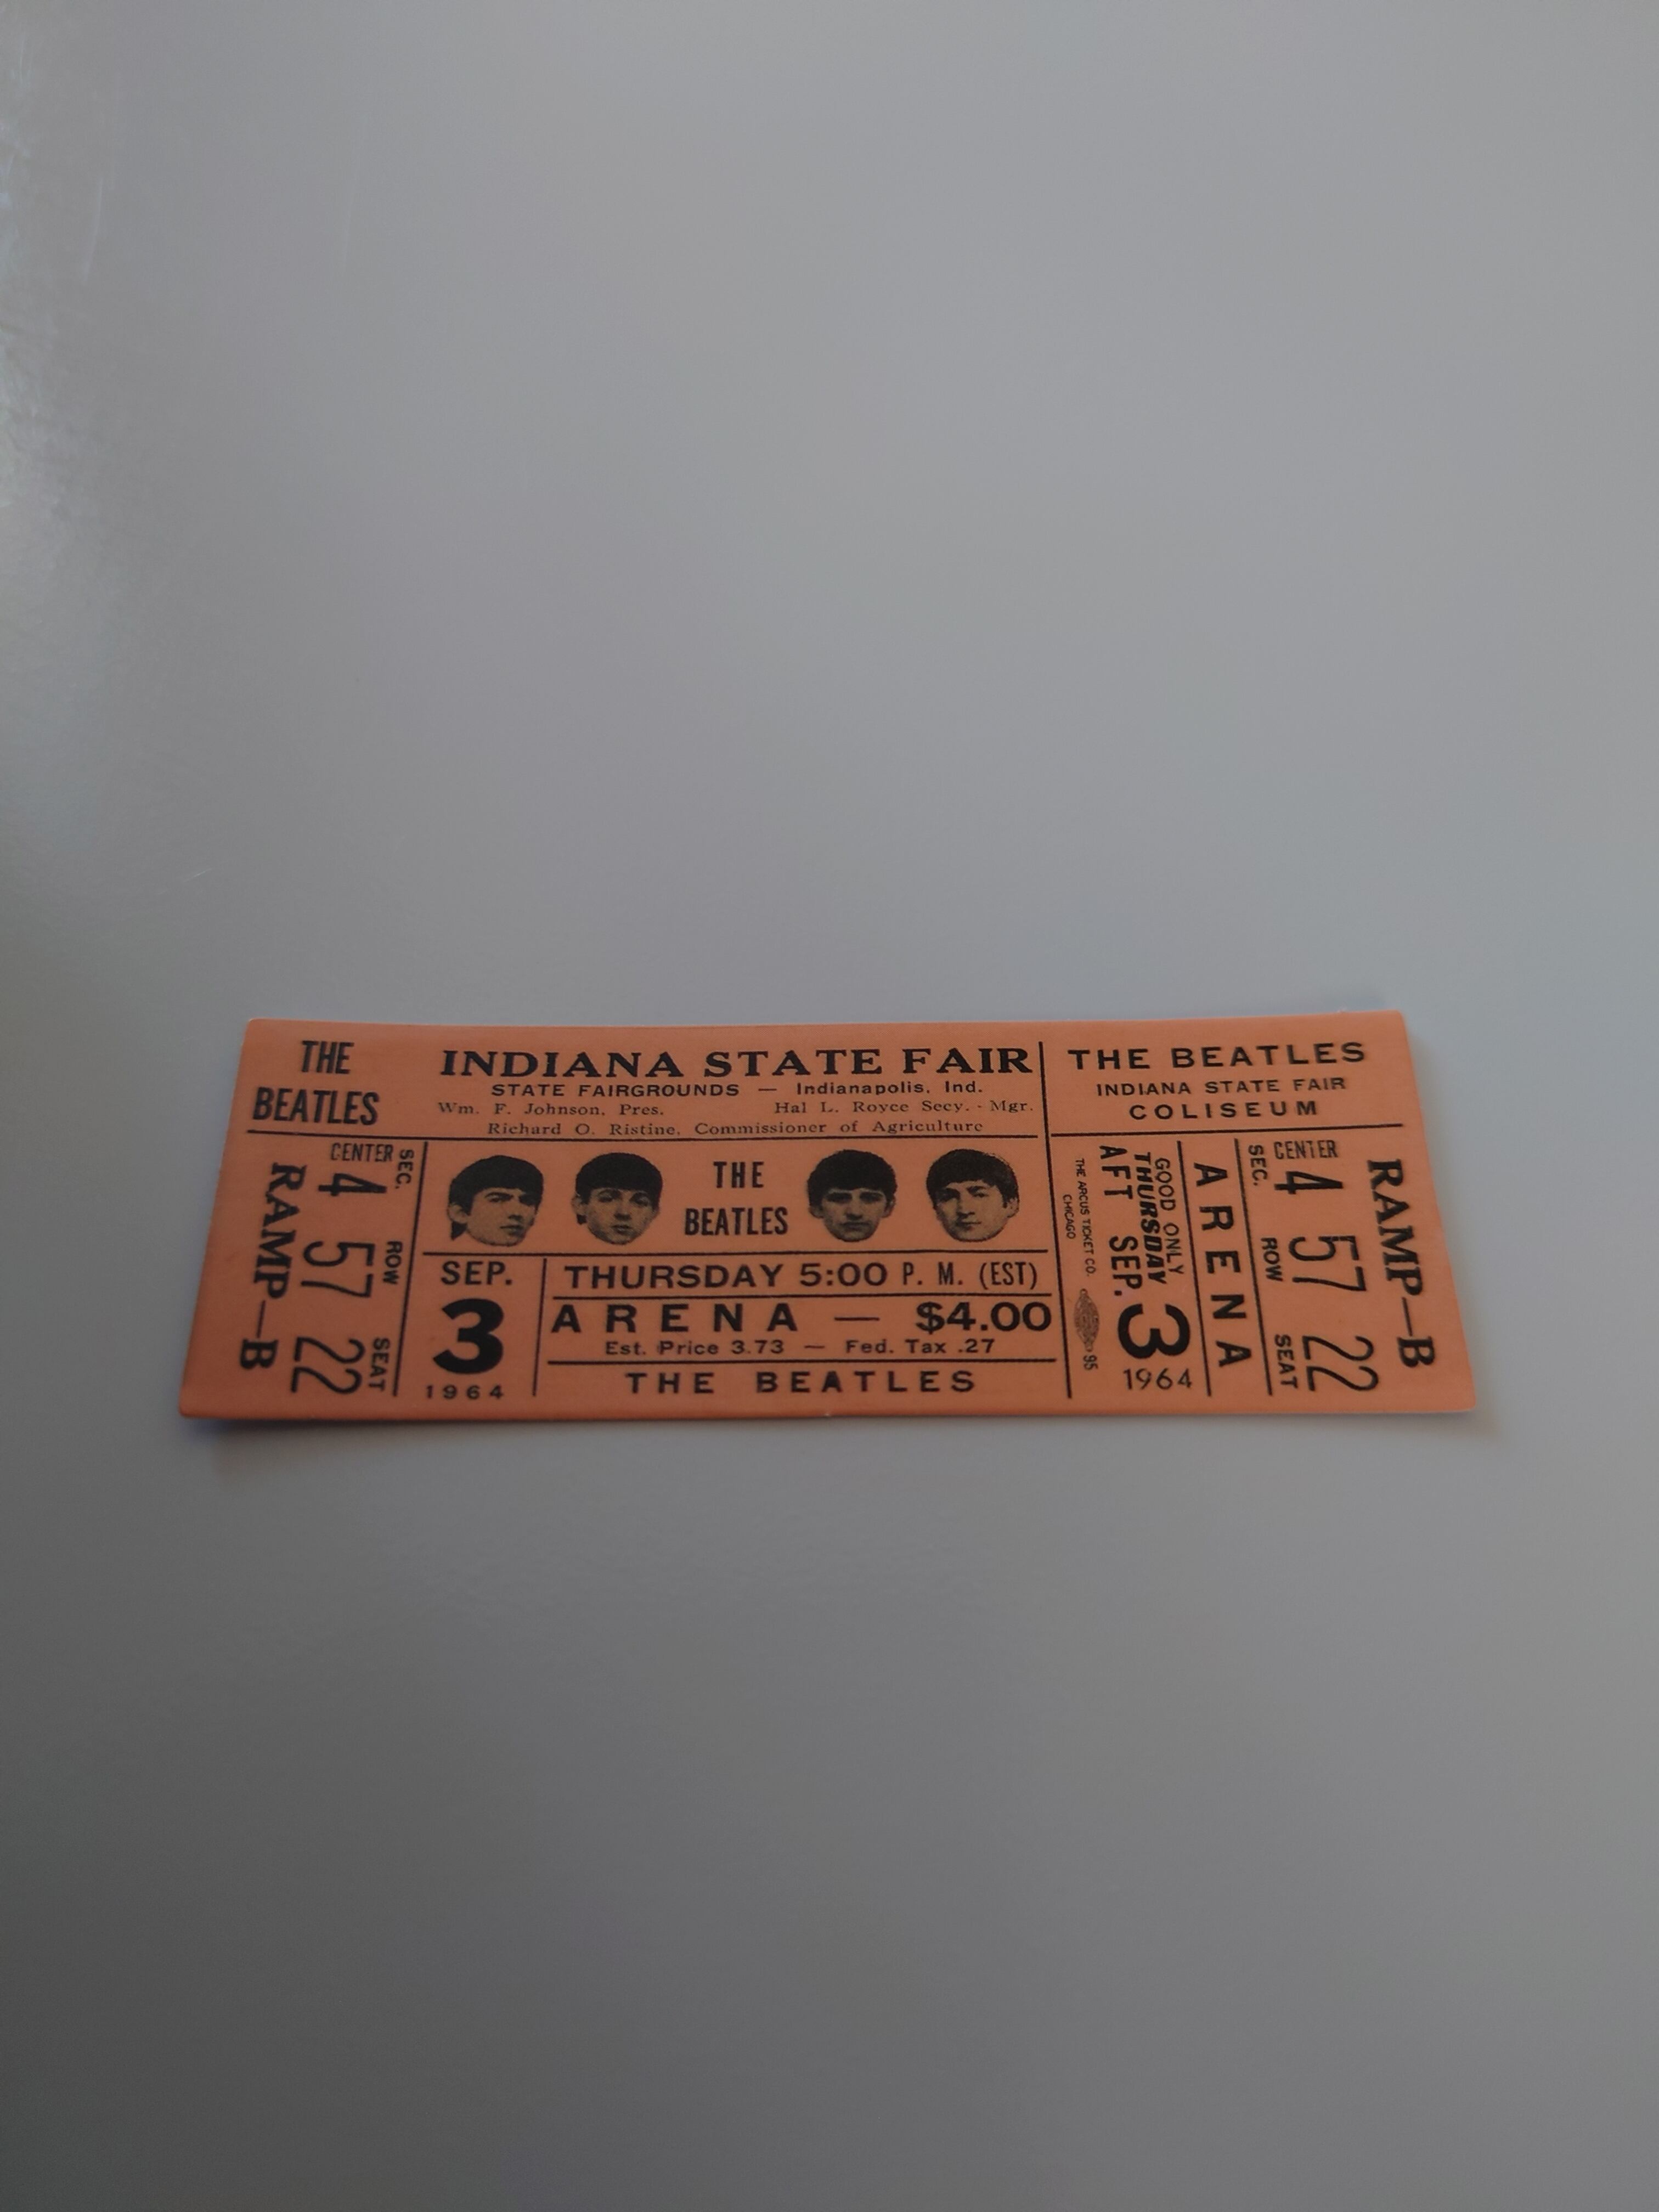 THE
BEATLES
SEC. ROW SEAT
CENTER
4 57 22
RAMP—B
INDIANA STATE FAIR
STATE FAIRGROUNDS — Indianapolis, Ind.
Wm. F. Johnson, Pres. Hal L. Royce Secy. - Mgr.
Richard O. Ristine, Commissioner of Agriculture
THE
BEATLES
SEP.
3
1964
THURSDAY 5:00 P. M. (EST)
ARENA — $4.00
Est. Price 3.73 — Fed. Tax .27
THE BEATLES
THE BEATLES
INDIANA STATE FAIR
COLISEUM
RAMP—B
CENTER
4 57 22
SEC. ROW SEAT
ARENA
GOOD ONLY
THURSDAY
AFT SEP. 3
1964
THE ARCUS TICKET CO. 95
CHICAGO